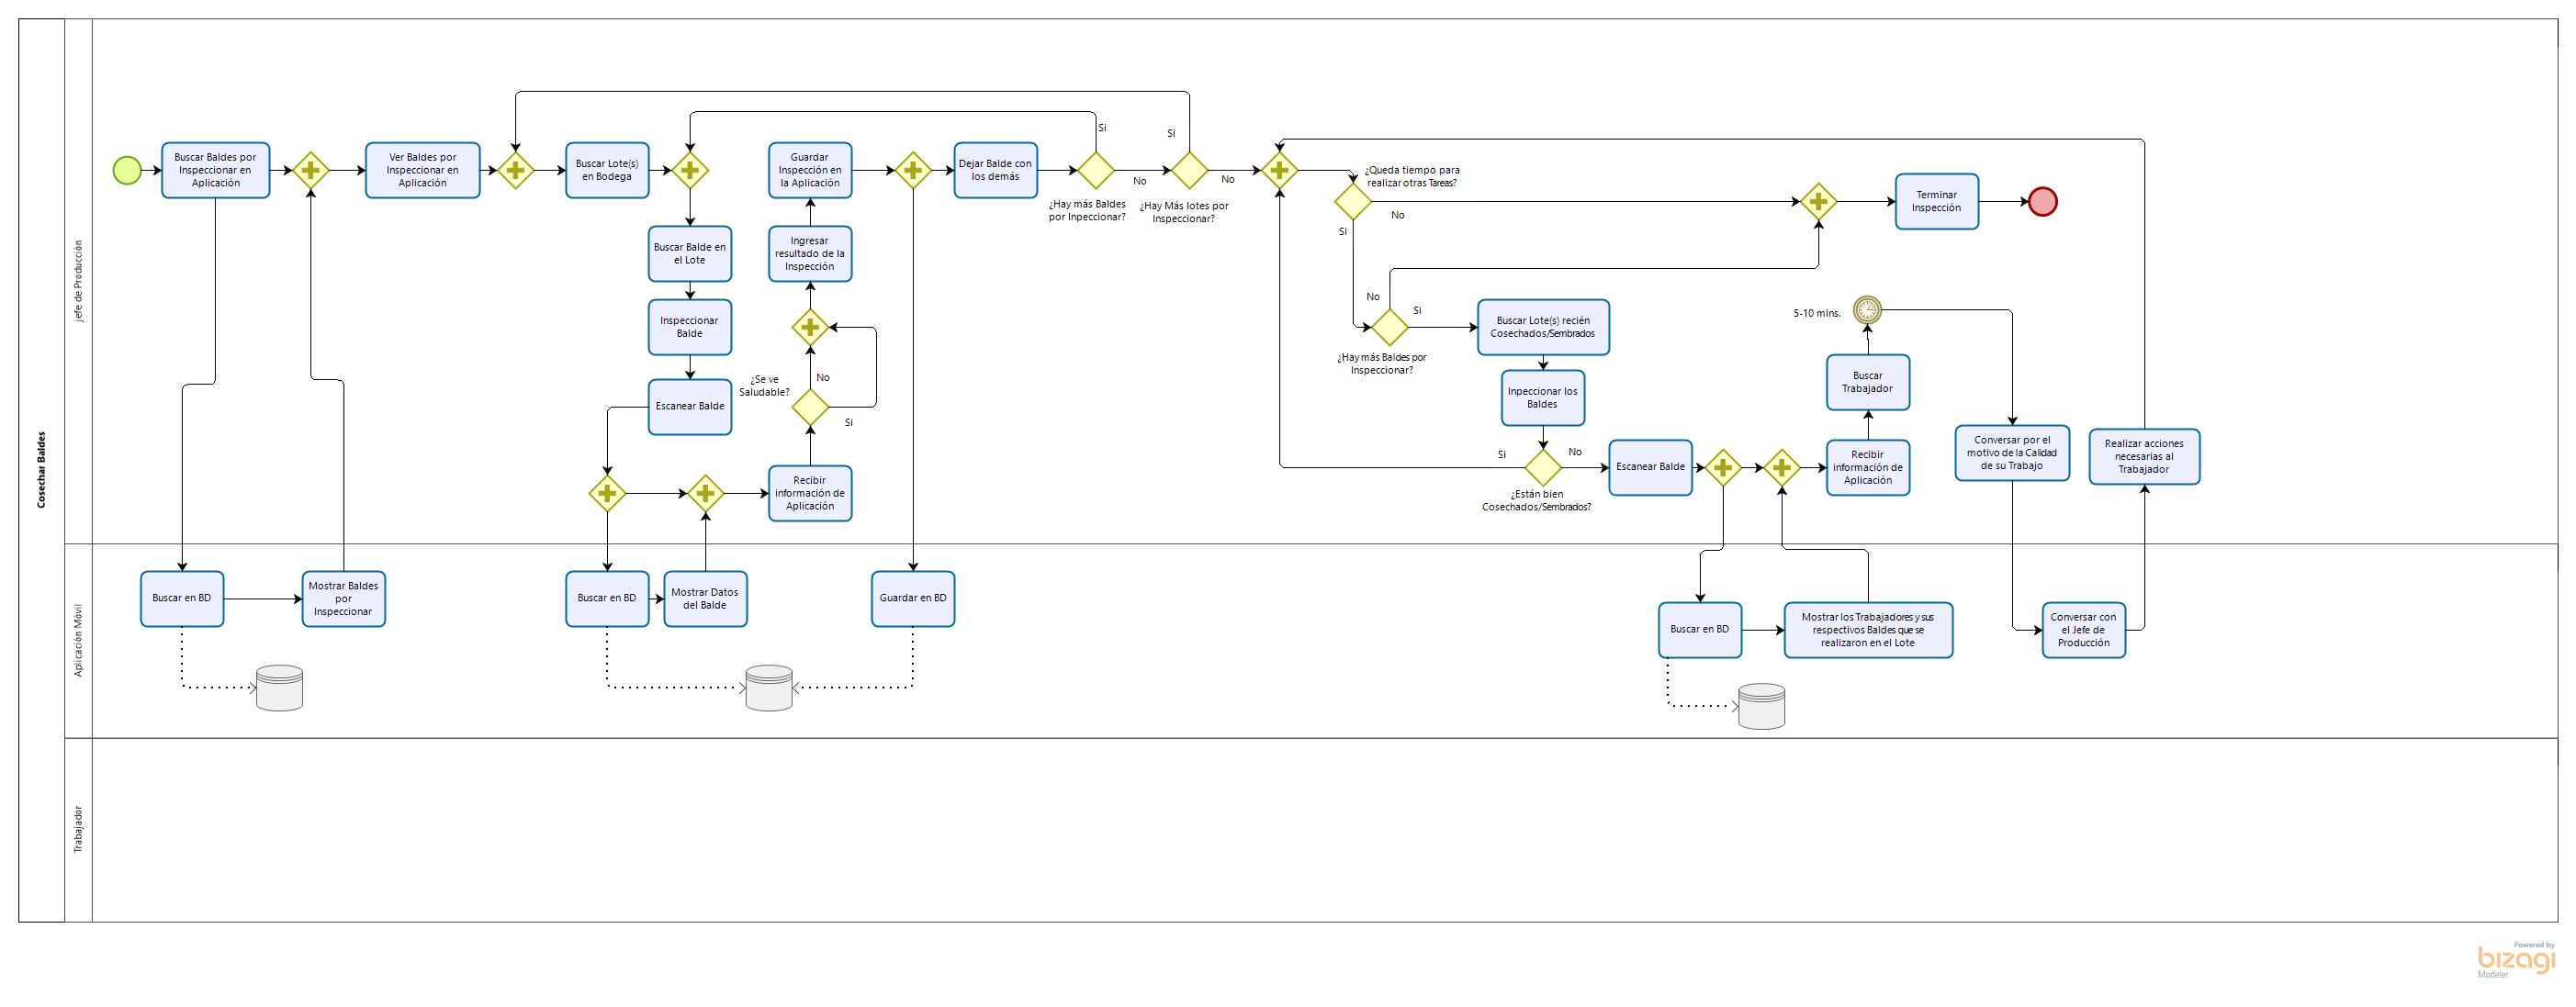 Cosechar Baldes
jefe de Producción
Aplicación Móvil
Trabajador
Buscar Baldes por
Inspeccionar en
Aplicación
Ver Baldes por
Inspeccionar en
Aplicación
Buscar Lote(s)
en Bodega
Buscar Balde en
el Lote
Inspeccionar
Balde
Escanear Balde
Guardar
Inspección en
la Aplicación
Ingresar
resultado de la
Inspección
¿Se ve
Saludable?
No
Si
Recibir
información de
Aplicación
Dejar Balde con
los demás
Si
No
¿Hay más Baldes
por Inpeccionar?
Si
No
¿Hay Más lotes por
Inspeccionar?
¿Queda tiempo para
realizar otras Tareas?
No
Si
No
Si
¿Hay más Baldes por
Inspeccionar?
Buscar Lote(s) recién
Cosechados/Sembrados
Inpeccionar los
Baldes
Si
No
¿Están bien
Cosechados/Sembrados?
Escanear Balde
Recibir
información de
Aplicación
Buscar
Trabajador
5-10 mins.
Terminar
Inspección
Conversar por el
motivo de la Calidad
de su Trabajo
Realizar acciones
necesarias al
Trabajador
Buscar en BD
Mostrar Baldes
por
Inspeccionar
Buscar en BD
Mostrar Datos
del Balde
Guardar en BD
Buscar en BD
Mostrar los Trabajadores y sus
respectivos Baldes que se
realizaron en el Lote
Conversar con
el Jefe de
Producción
Powered by
bizagi
Modeler